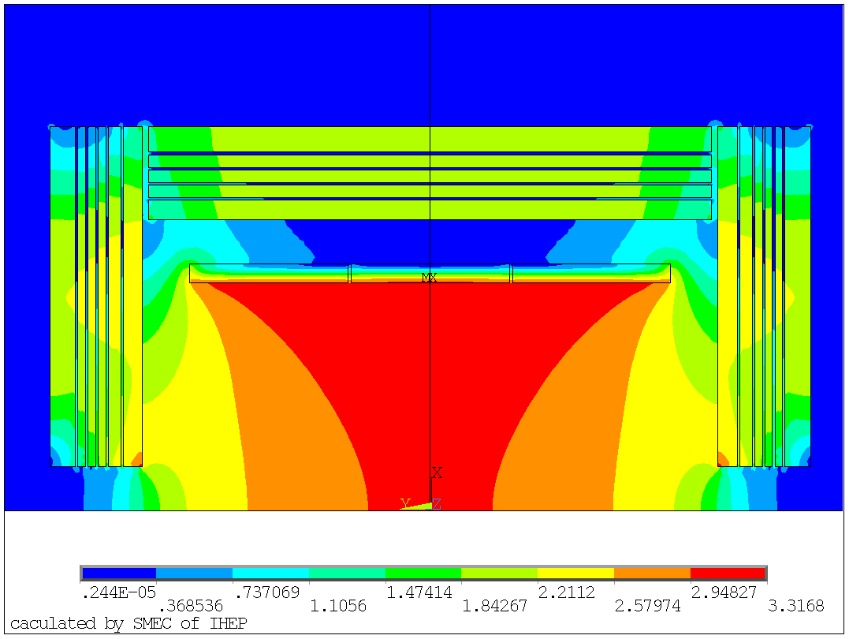 MX
X
Y Z
.244E-05 .737069 1.47414 2.2112 2.94827
.368536 1.1056 1.84267 2.57974 3.3168
caculated by SMEC of IHEP